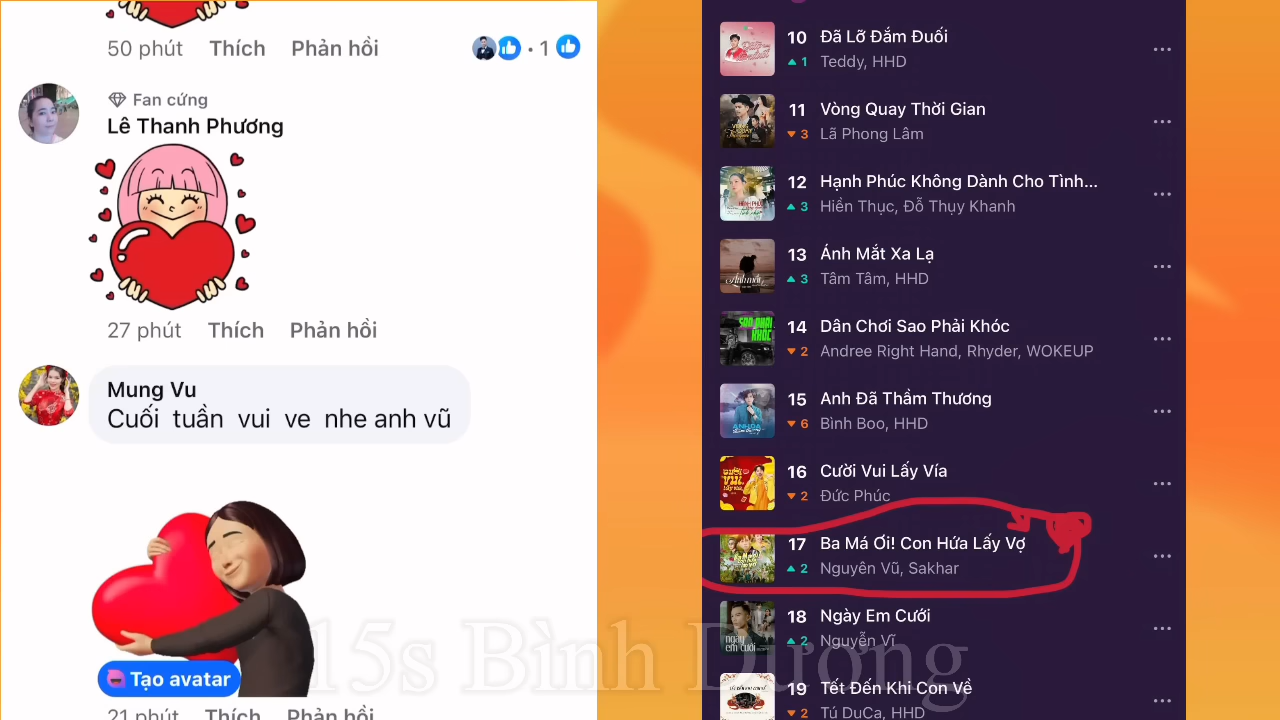 50 phút Thích Phản hồi
· 1
Fan cứng
Lê Thanh Phương
27 phút Thích Phản hồi
Mung Vu
Cuối tuần vui ve nhe anh vũ
Tạo avatar
21 phút Thích Phản hồi
10 Đã Lỡ Đắm Đuối
1 Teddy, HHD
11 Vòng Quay Thời Gian
3 Lã Phong Lâm
12 Hạnh Phúc Không Dành Cho Tình...
3 Hiền Thục, Đỗ Thụy Khanh
13 Ánh Mắt Xa Lạ
3 Tâm Tâm, HHD
14 Dân Chơi Sao Phải Khóc
2 Andree Right Hand, Rhyder, WOKEUP
SAO PHẢI
KHÓC
15 Anh Đã Thầm Thương
6 Bình Boo, HHD
16 Cười Vui Lấy Vía
2 Đức Phúc
17 Ba Má Ơi! Con Hứa Lấy Vợ
2 Nguyên Vũ, Sakhar
18 Ngày Em Cưới
2 Nguyễn Vĩ
ngày
em cưới
19 Tết Đến Khi Con Về
2 Tú DuCa, HHD
15s Bình Dương